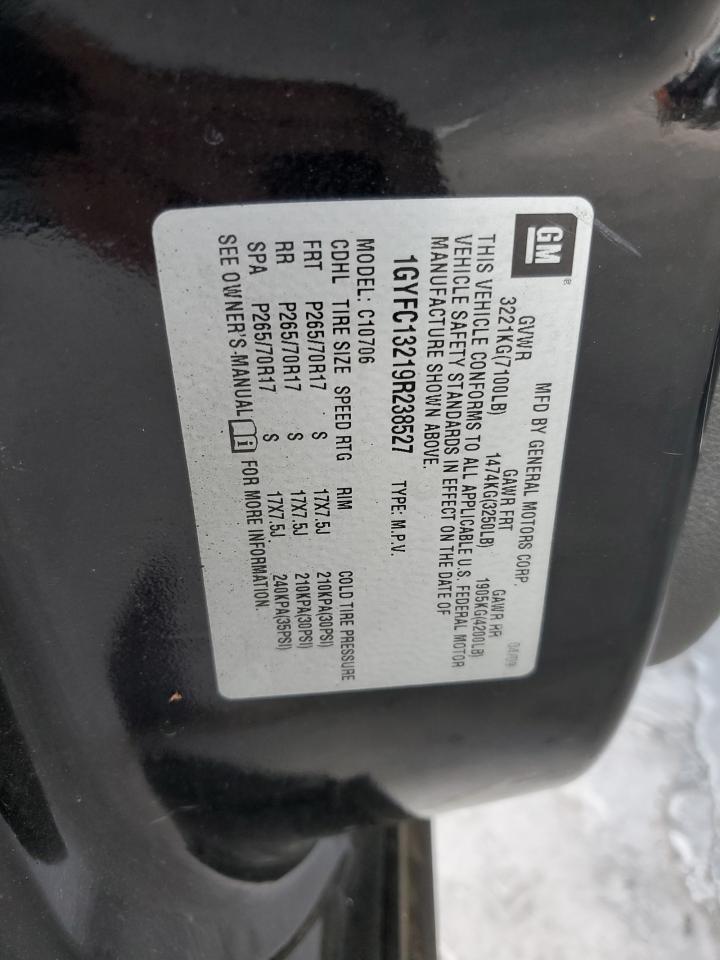 GM ®
MFD BY GENERAL MOTORS CORP.
04/09
GVWR GAWR FRT GAWR RR
3221KG(7100LB) 1474KG(3250LB) 1905KG(4200LB)
THIS VEHICLE CONFORMS TO ALL APPLICABLE U.S. FEDERAL MOTOR
VEHICLE SAFETY STANDARDS IN EFFECT ON THE DATE OF
MANUFACTURE SHOWN ABOVE.
1GYFC13219R238527 TYPE: M.P.V.
MODEL: C10706
CDHL TIRE SIZE SPEED RTG RIM COLD TIRE PRESSURE
FRT P265/70R17 S 17X7.5J 210KPA(30PSI)
RR P265/70R17 S 17X7.5J 210KPA(30PSI)
SPA P265/70R17 S 17X7.5J 240KPA(35PSI)
SEE OWNER'S-MANUAL i FOR MORE INFORMATION.